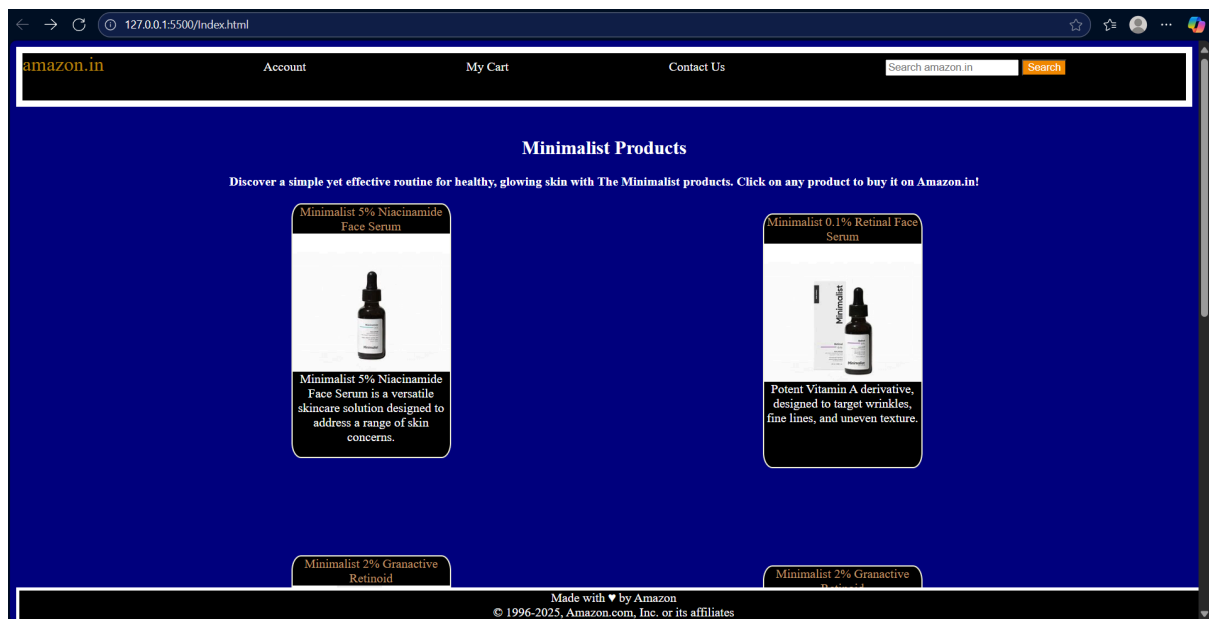 127.0.0.1:5500/Index.html
amazon.in
Account
My Cart
Contact Us
Search amazon.in
Search
Minimalist Products
Discover a simple yet effective routine for healthy, glowing skin with The Minimalist products. Click on any product to buy it on Amazon.in!
Minimalist 5% Niacinamide
Face Serum
Minimalist
Minimalist 5% Niacinamide
Face Serum is a versatile
skincare solution designed to
address a range of skin
concerns.
Minimalist 0.1% Retinal Face
Serum
Minimalist
Minimalist
Potent Vitamin A derivative,
designed to target wrinkles,
fine lines, and uneven texture.
Minimalist 2% Granactive
Retinoid
Minimalist 2% Granactive
Made with ♥ by Amazon
© 1996-2025, Amazon.com, Inc. or its affiliates